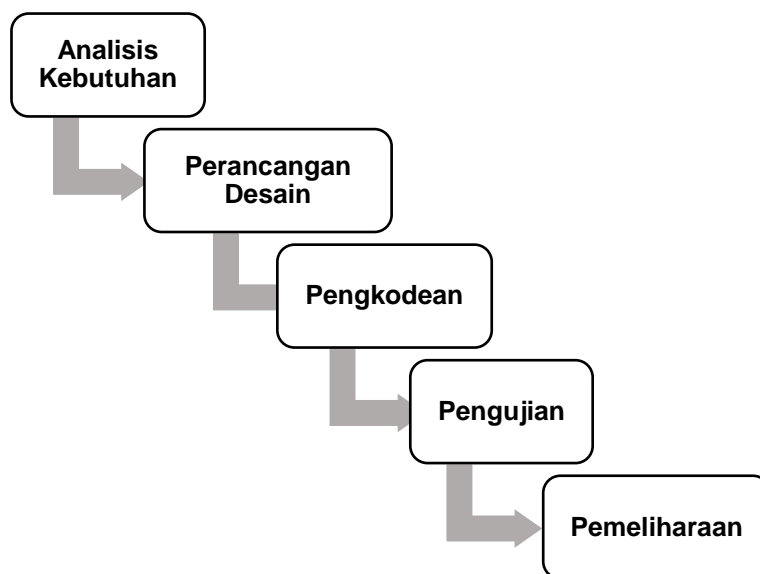 Analisis
Kebutuhan
Perancangan
Desain
Pengkodean
Pengujian
Pemeliharaan